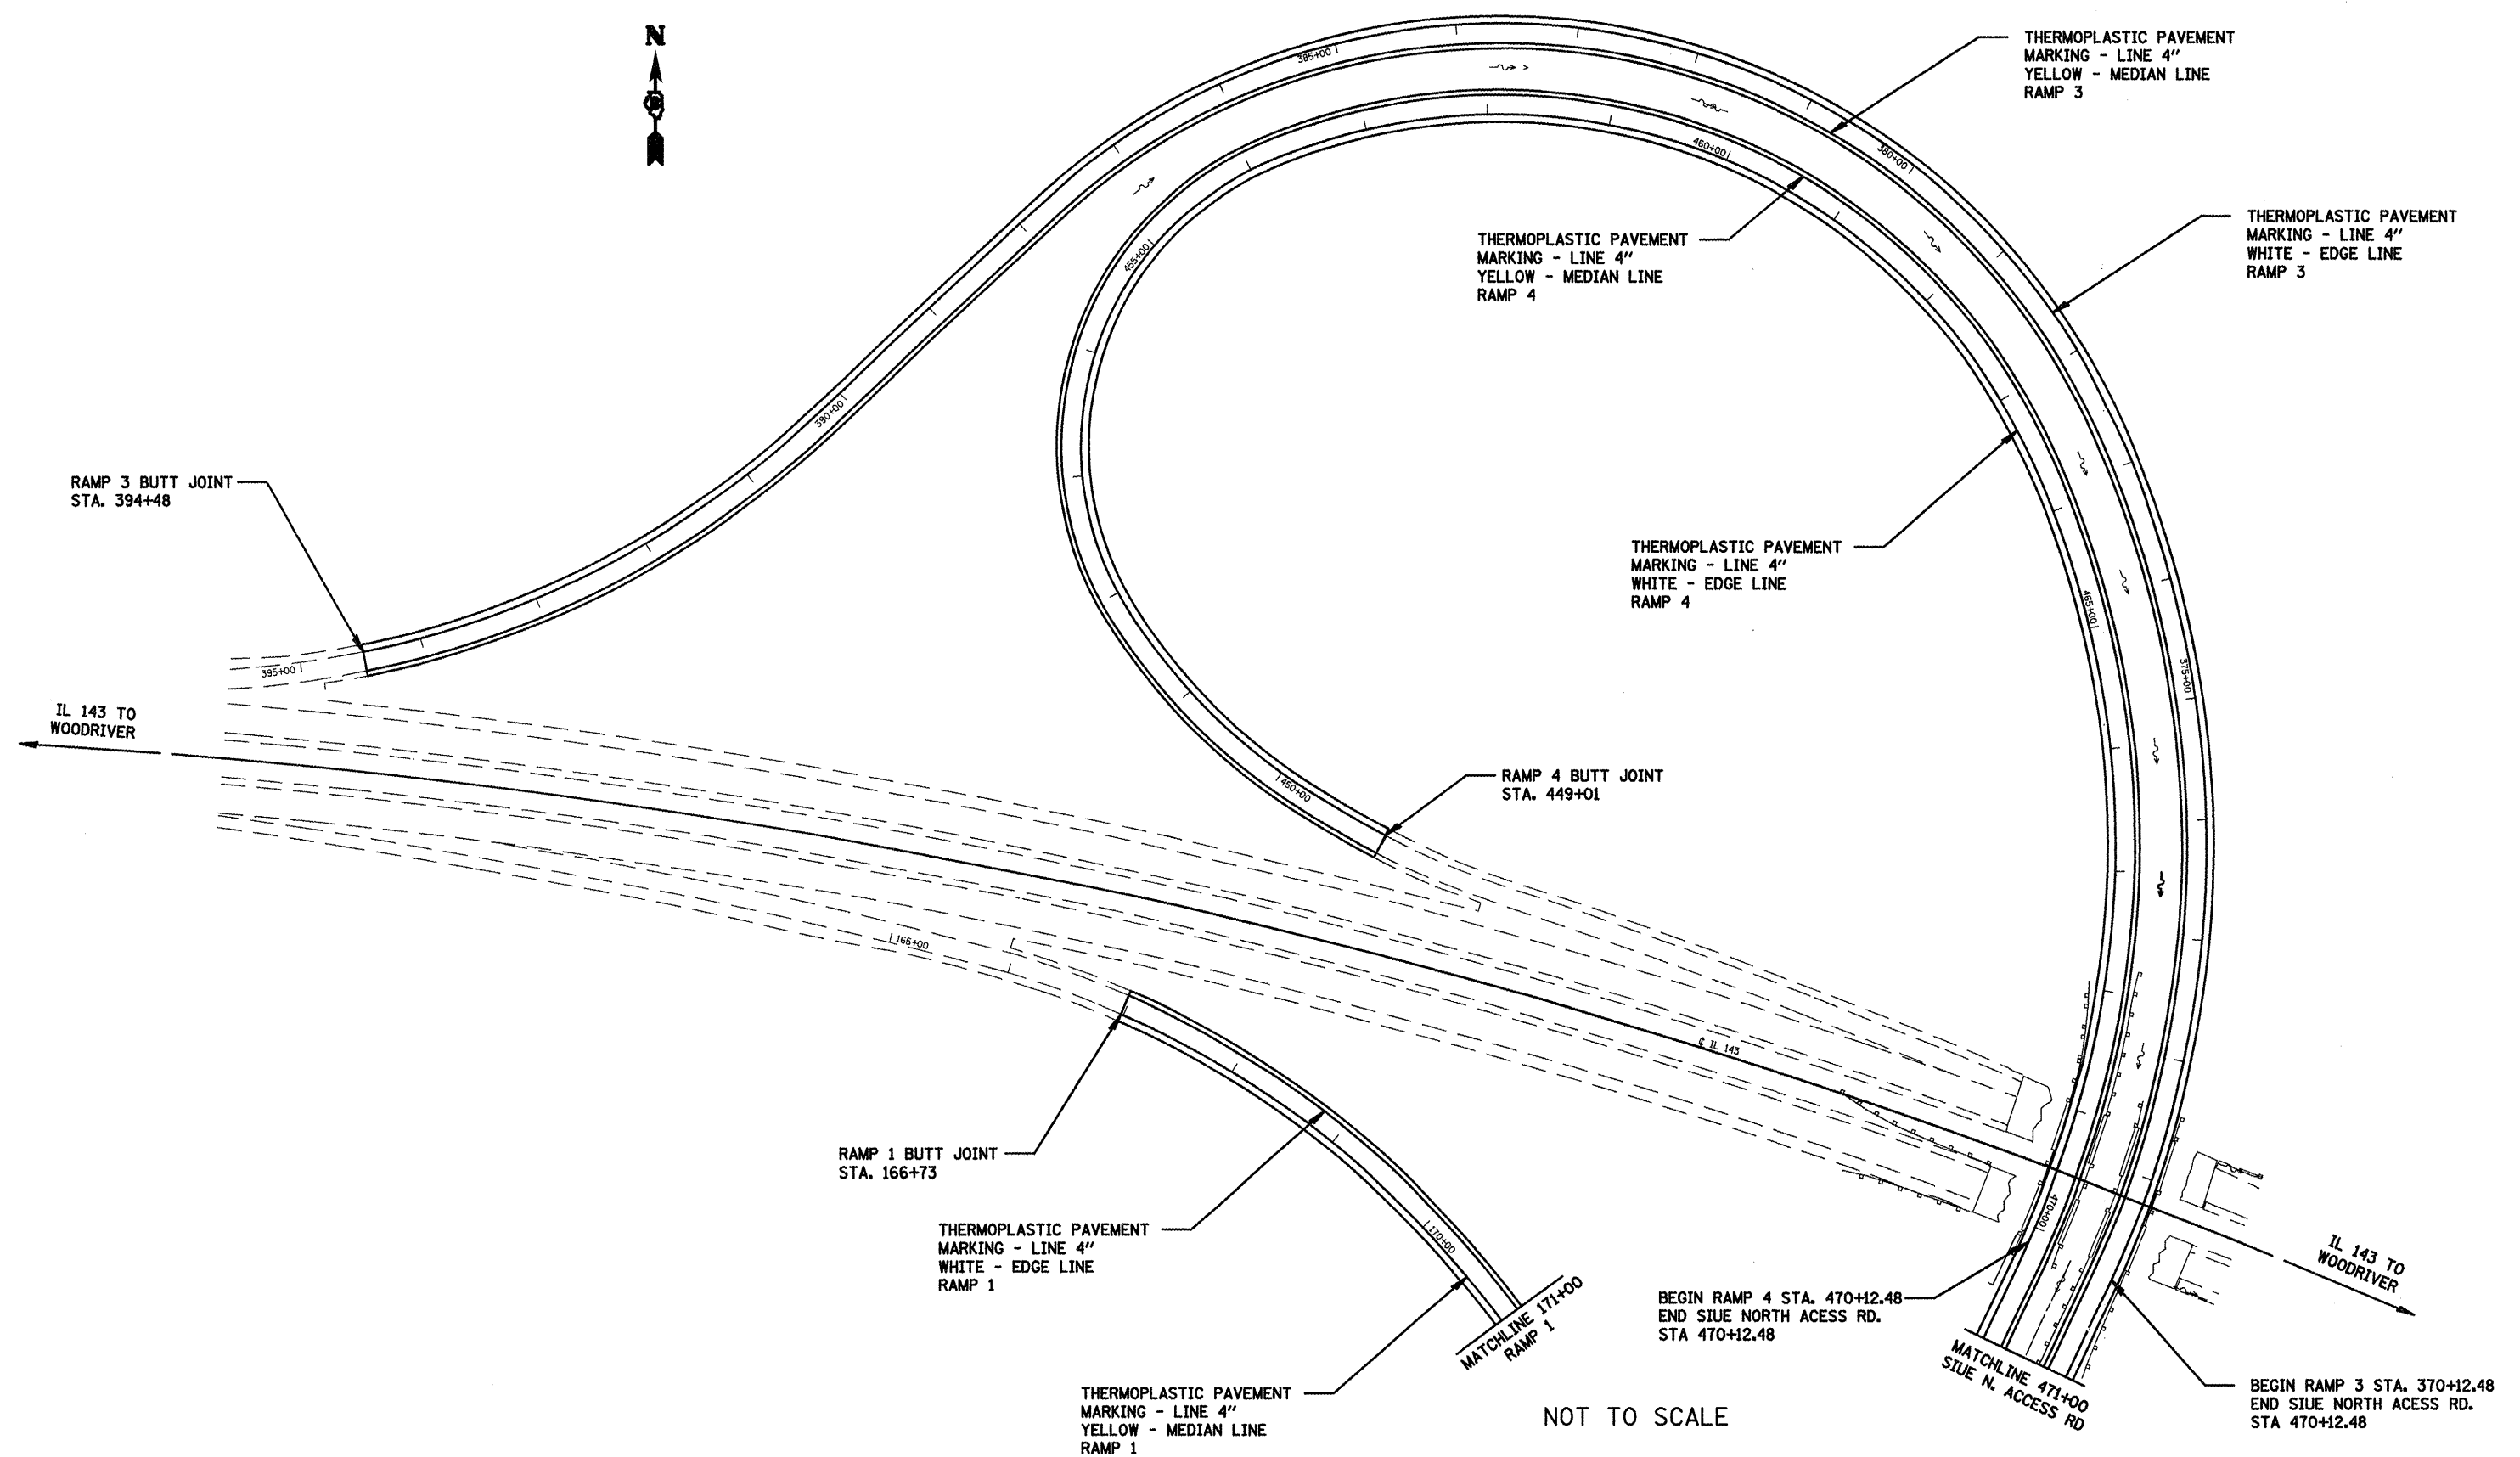 N
THERMOPLASTIC PAVEMENT
MARKING - LINE 4"
YELLOW - MEDIAN LINE
RAMP 3
385+00
380+00
460+00
THERMOPLASTIC PAVEMENT
MARKING - LINE 4"
WHITE - EDGE LINE
RAMP 3
THERMOPLASTIC PAVEMENT
MARKING - LINE 4"
YELLOW - MEDIAN LINE
RAMP 4
455+00
390+00
RAMP 3 BUTT JOINT
STA. 394+48
THERMOPLASTIC PAVEMENT
MARKING - LINE 4"
WHITE - EDGE LINE
RAMP 4
465+00
375+00
395+00
IL 143 TO
WOODRIVER
RAMP 4 BUTT JOINT
STA. 449+01
450+00
165+00
℄ IL 143
RAMP 1 BUTT JOINT
STA. 166+73
THERMOPLASTIC PAVEMENT
MARKING - LINE 4"
WHITE - EDGE LINE
RAMP 1
170+00
470+00
IL 143 TO
WOODRIVER
MATCHLINE 171+00
RAMP 1
BEGIN RAMP 4 STA. 470+12.48
END SIUE NORTH ACESS RD.
STA 470+12.48
MATCHLINE 471+00
SIUE N. ACCESS RD
THERMOPLASTIC PAVEMENT
MARKING - LINE 4"
YELLOW - MEDIAN LINE
RAMP 1
NOT TO SCALE
BEGIN RAMP 3 STA. 370+12.48
END SIUE NORTH ACESS RD.
STA 470+12.48